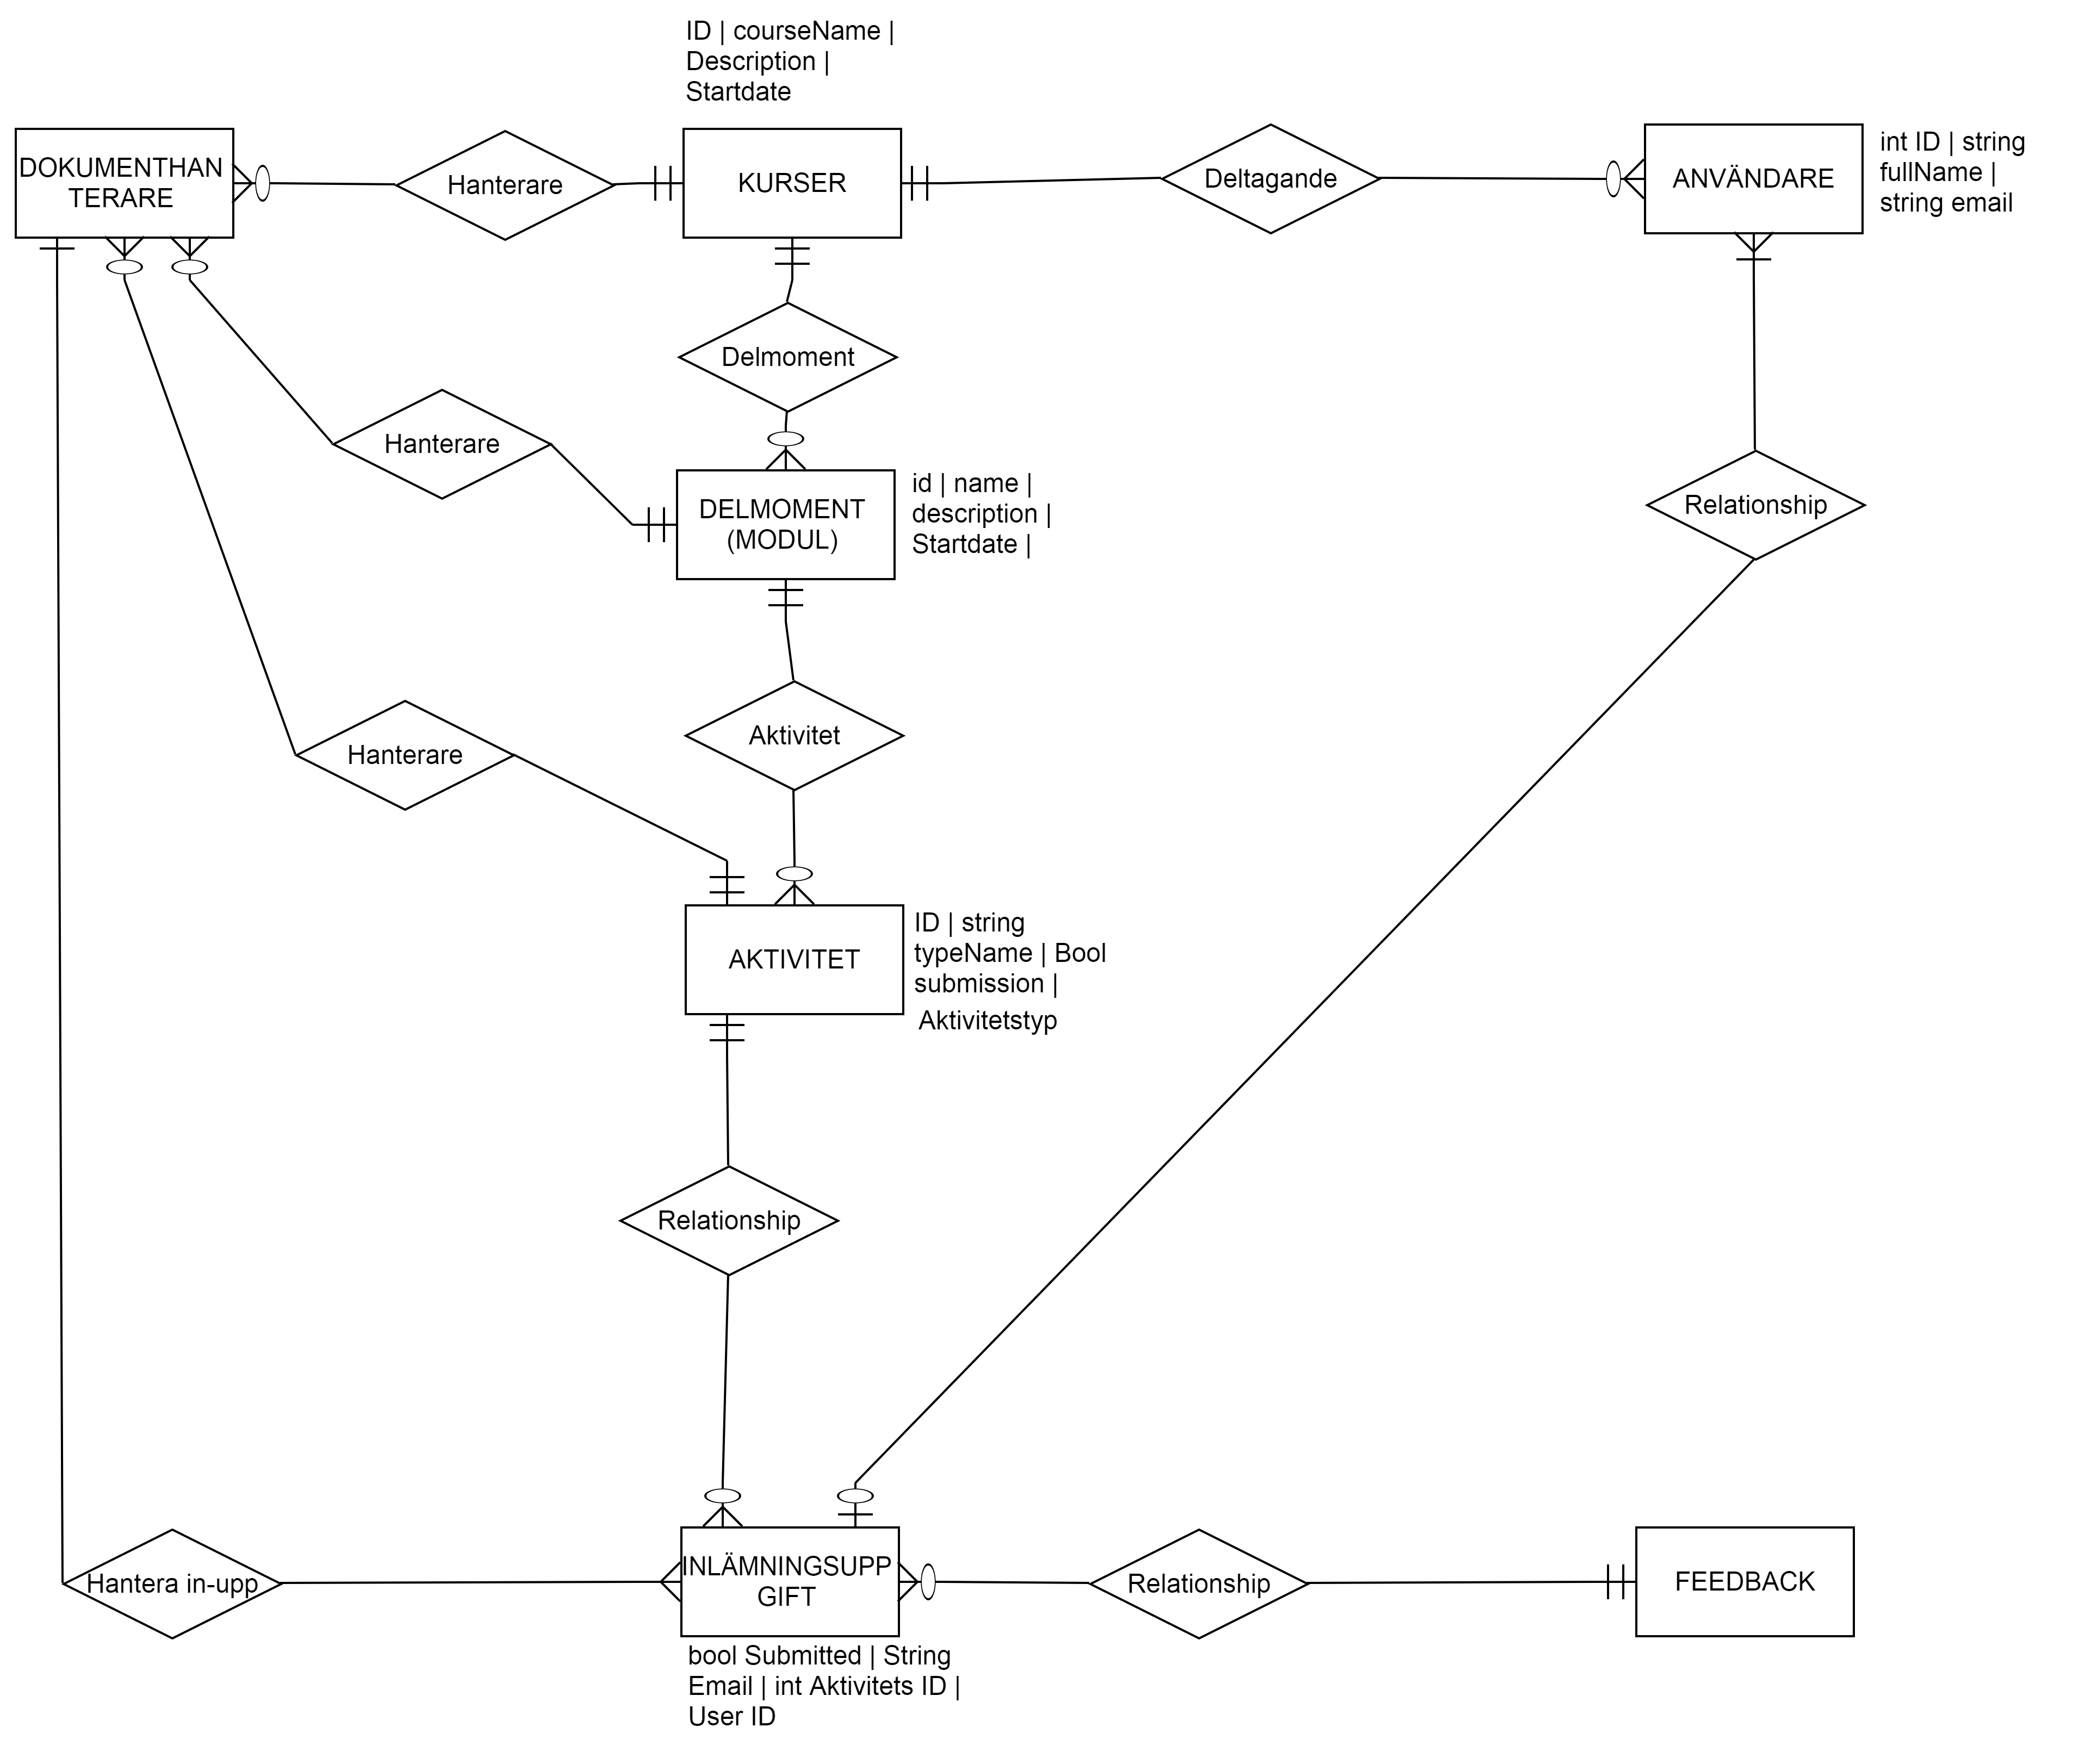 ID | courseName |
Description |
Startdate
DOKUMENTHAN
TERARE
Hanterare
KURSER
Deltagande
ANVÄNDARE
int ID | string
fullName |
string email
Delmoment
Hanterare
DELMOMENT
(MODUL)
id | name |
description |
Startdate |
Relationship
Aktivitet
Hanterare
AKTIVITET
ID | string
typeName | Bool
submission |
Aktivitetstyp
Relationship
Hantera in-upp
INLÄMNINGSUPP
GIFT
Relationship
FEEDBACK
bool Submitted | String
Email | int Aktivitets ID |
User ID